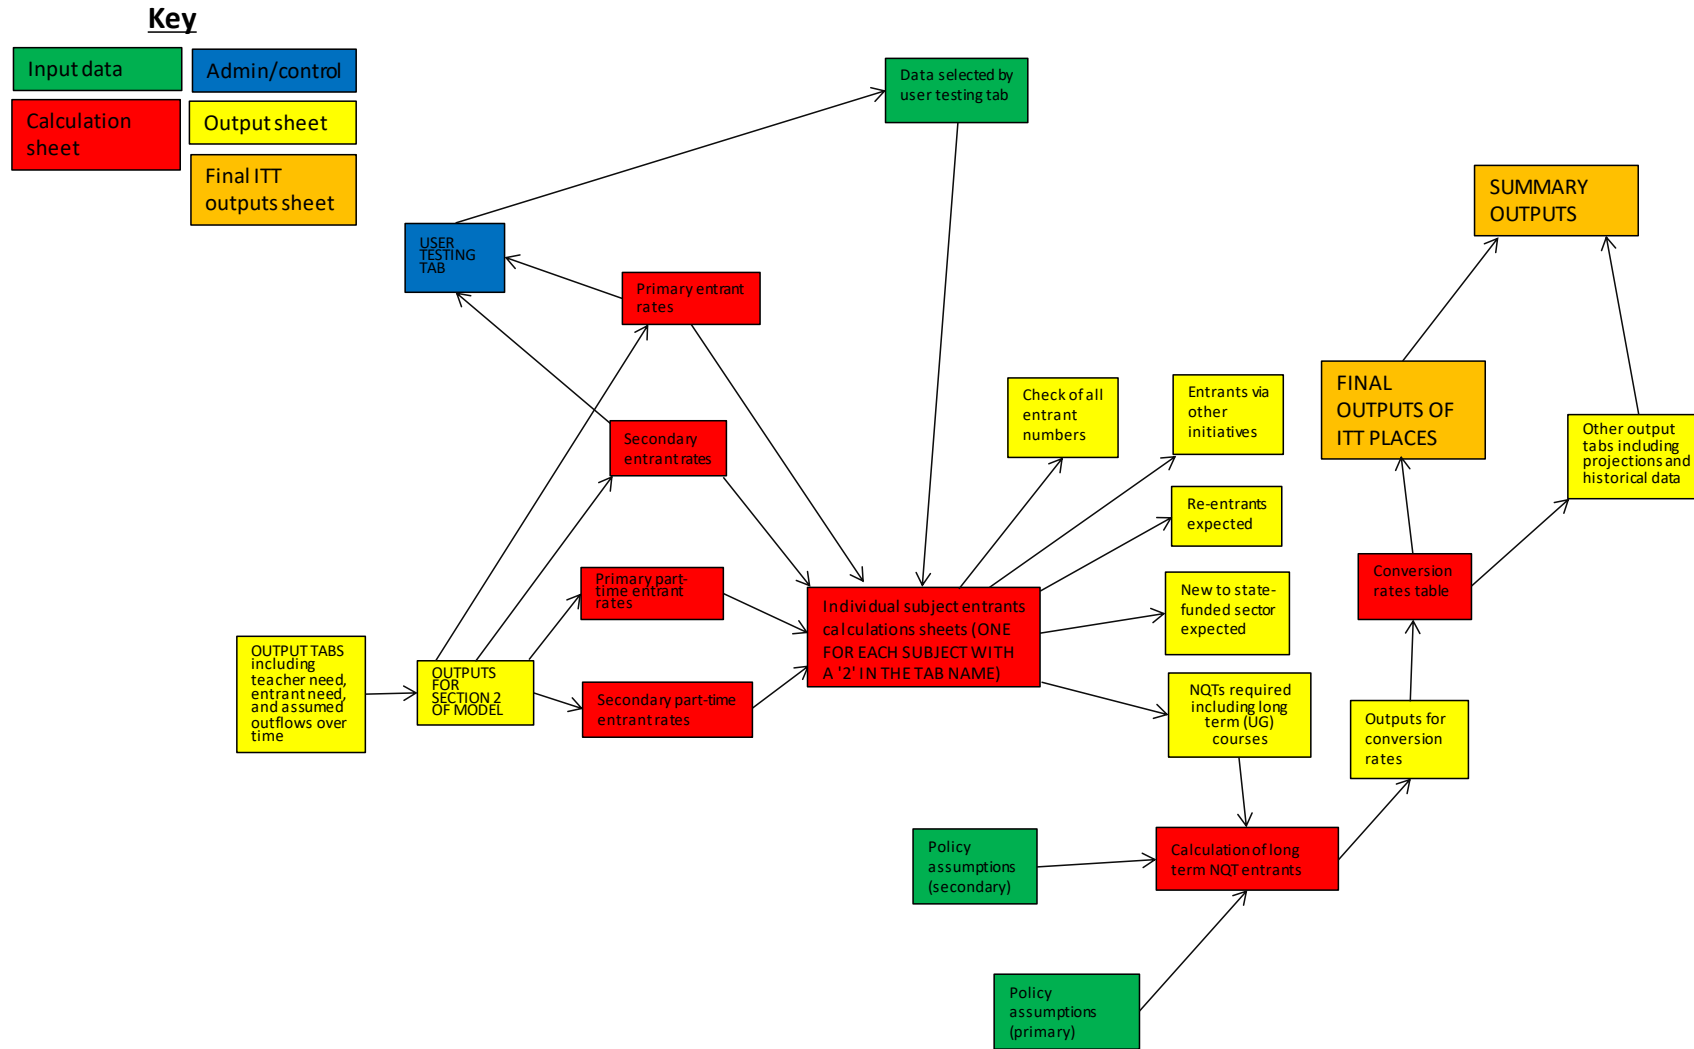 Key
Input data
Admin/control
Calculation
sheet
Output sheet
Final ITT
outputs sheet
Data selected by
user testing tab
SUMMARY
OUTPUTS
USER
TESTING
TAB
Primary entrant
rates
FINAL
OUTPUTS OF
ITT PLACES
Check of all
entrant
numbers
Entrants via
other
initiatives
Other output
tabs including
projections and
historical data
Secondary
entrant rates
Re-entrants
expected
Primary part-
time entrant
rates
Individual subject entrants
calculations sheets (ONE
FOR EACH SUBJECT WITH
A '2' IN THE TAB NAME)
New to state-
funded sector
expected
Conversion
rates table
OUTPUT TABS
including
teacher need,
entrant need,
and assumed
outflows over
time
OUTPUTS
FOR
SECTION 2
OF MODEL
Secondary part-time
entrant rates
NQTs required
including long
term (UG)
courses
Outputs for
conversion
rates
Policy
assumptions
(secondary)
Calculation of long
term NQT entrants
Policy
assumptions
(primary)